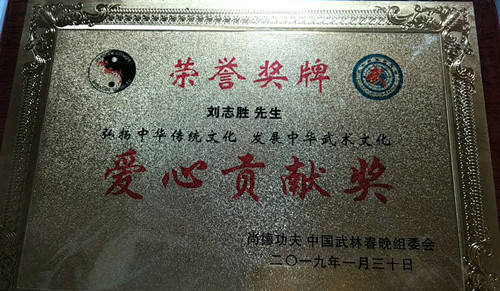 荣誉奖牌
刘志胜 先生
弘扬中华传统文化 发展中华武术文化
爱心贡献奖
尚德功夫 中国武林春晚组委会
二〇一九年一月三十日